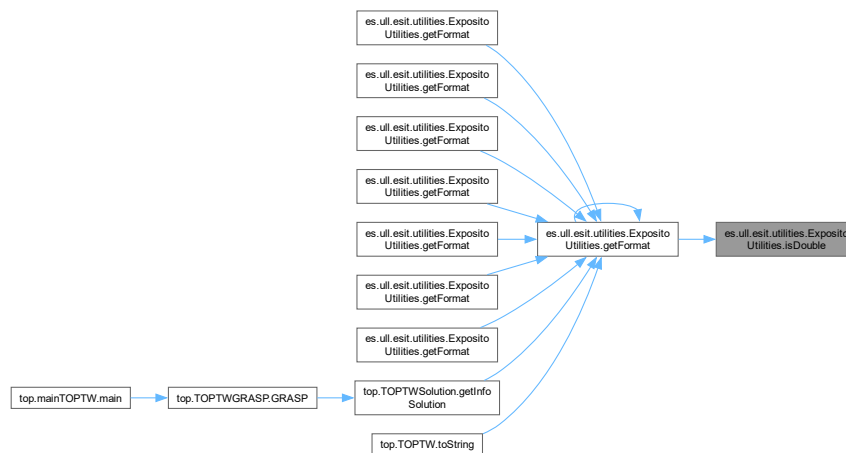 es.ull.esit.utilities.Exposito
Utilities.getFormat
es.ull.esit.utilities.Exposito
Utilities.getFormat
es.ull.esit.utilities.Exposito
Utilities.getFormat
es.ull.esit.utilities.Exposito
Utilities.getFormat
es.ull.esit.utilities.Exposito
Utilities.getFormat
es.ull.esit.utilities.Exposito
Utilities.getFormat
es.ull.esit.utilities.Exposito
Utilities.getFormat
es.ull.esit.utilities.Exposito
Utilities.getFormat
es.ull.esit.utilities.Exposito
Utilities.isDouble
top.mainTOPTW.main
top.TOPTWGRASP.GRASP
top.TOPTWSolution.getInfo
Solution
top.TOPTW.toString